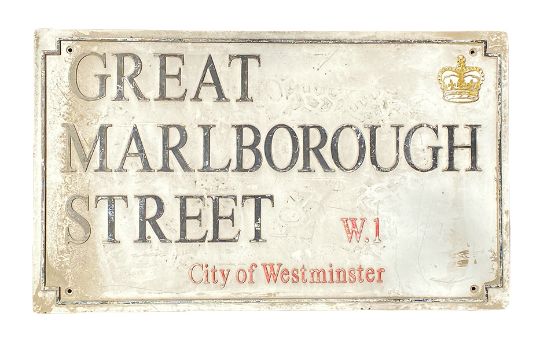 GREAT
MARLBOROUGH
STREET W.1
City of Westminster